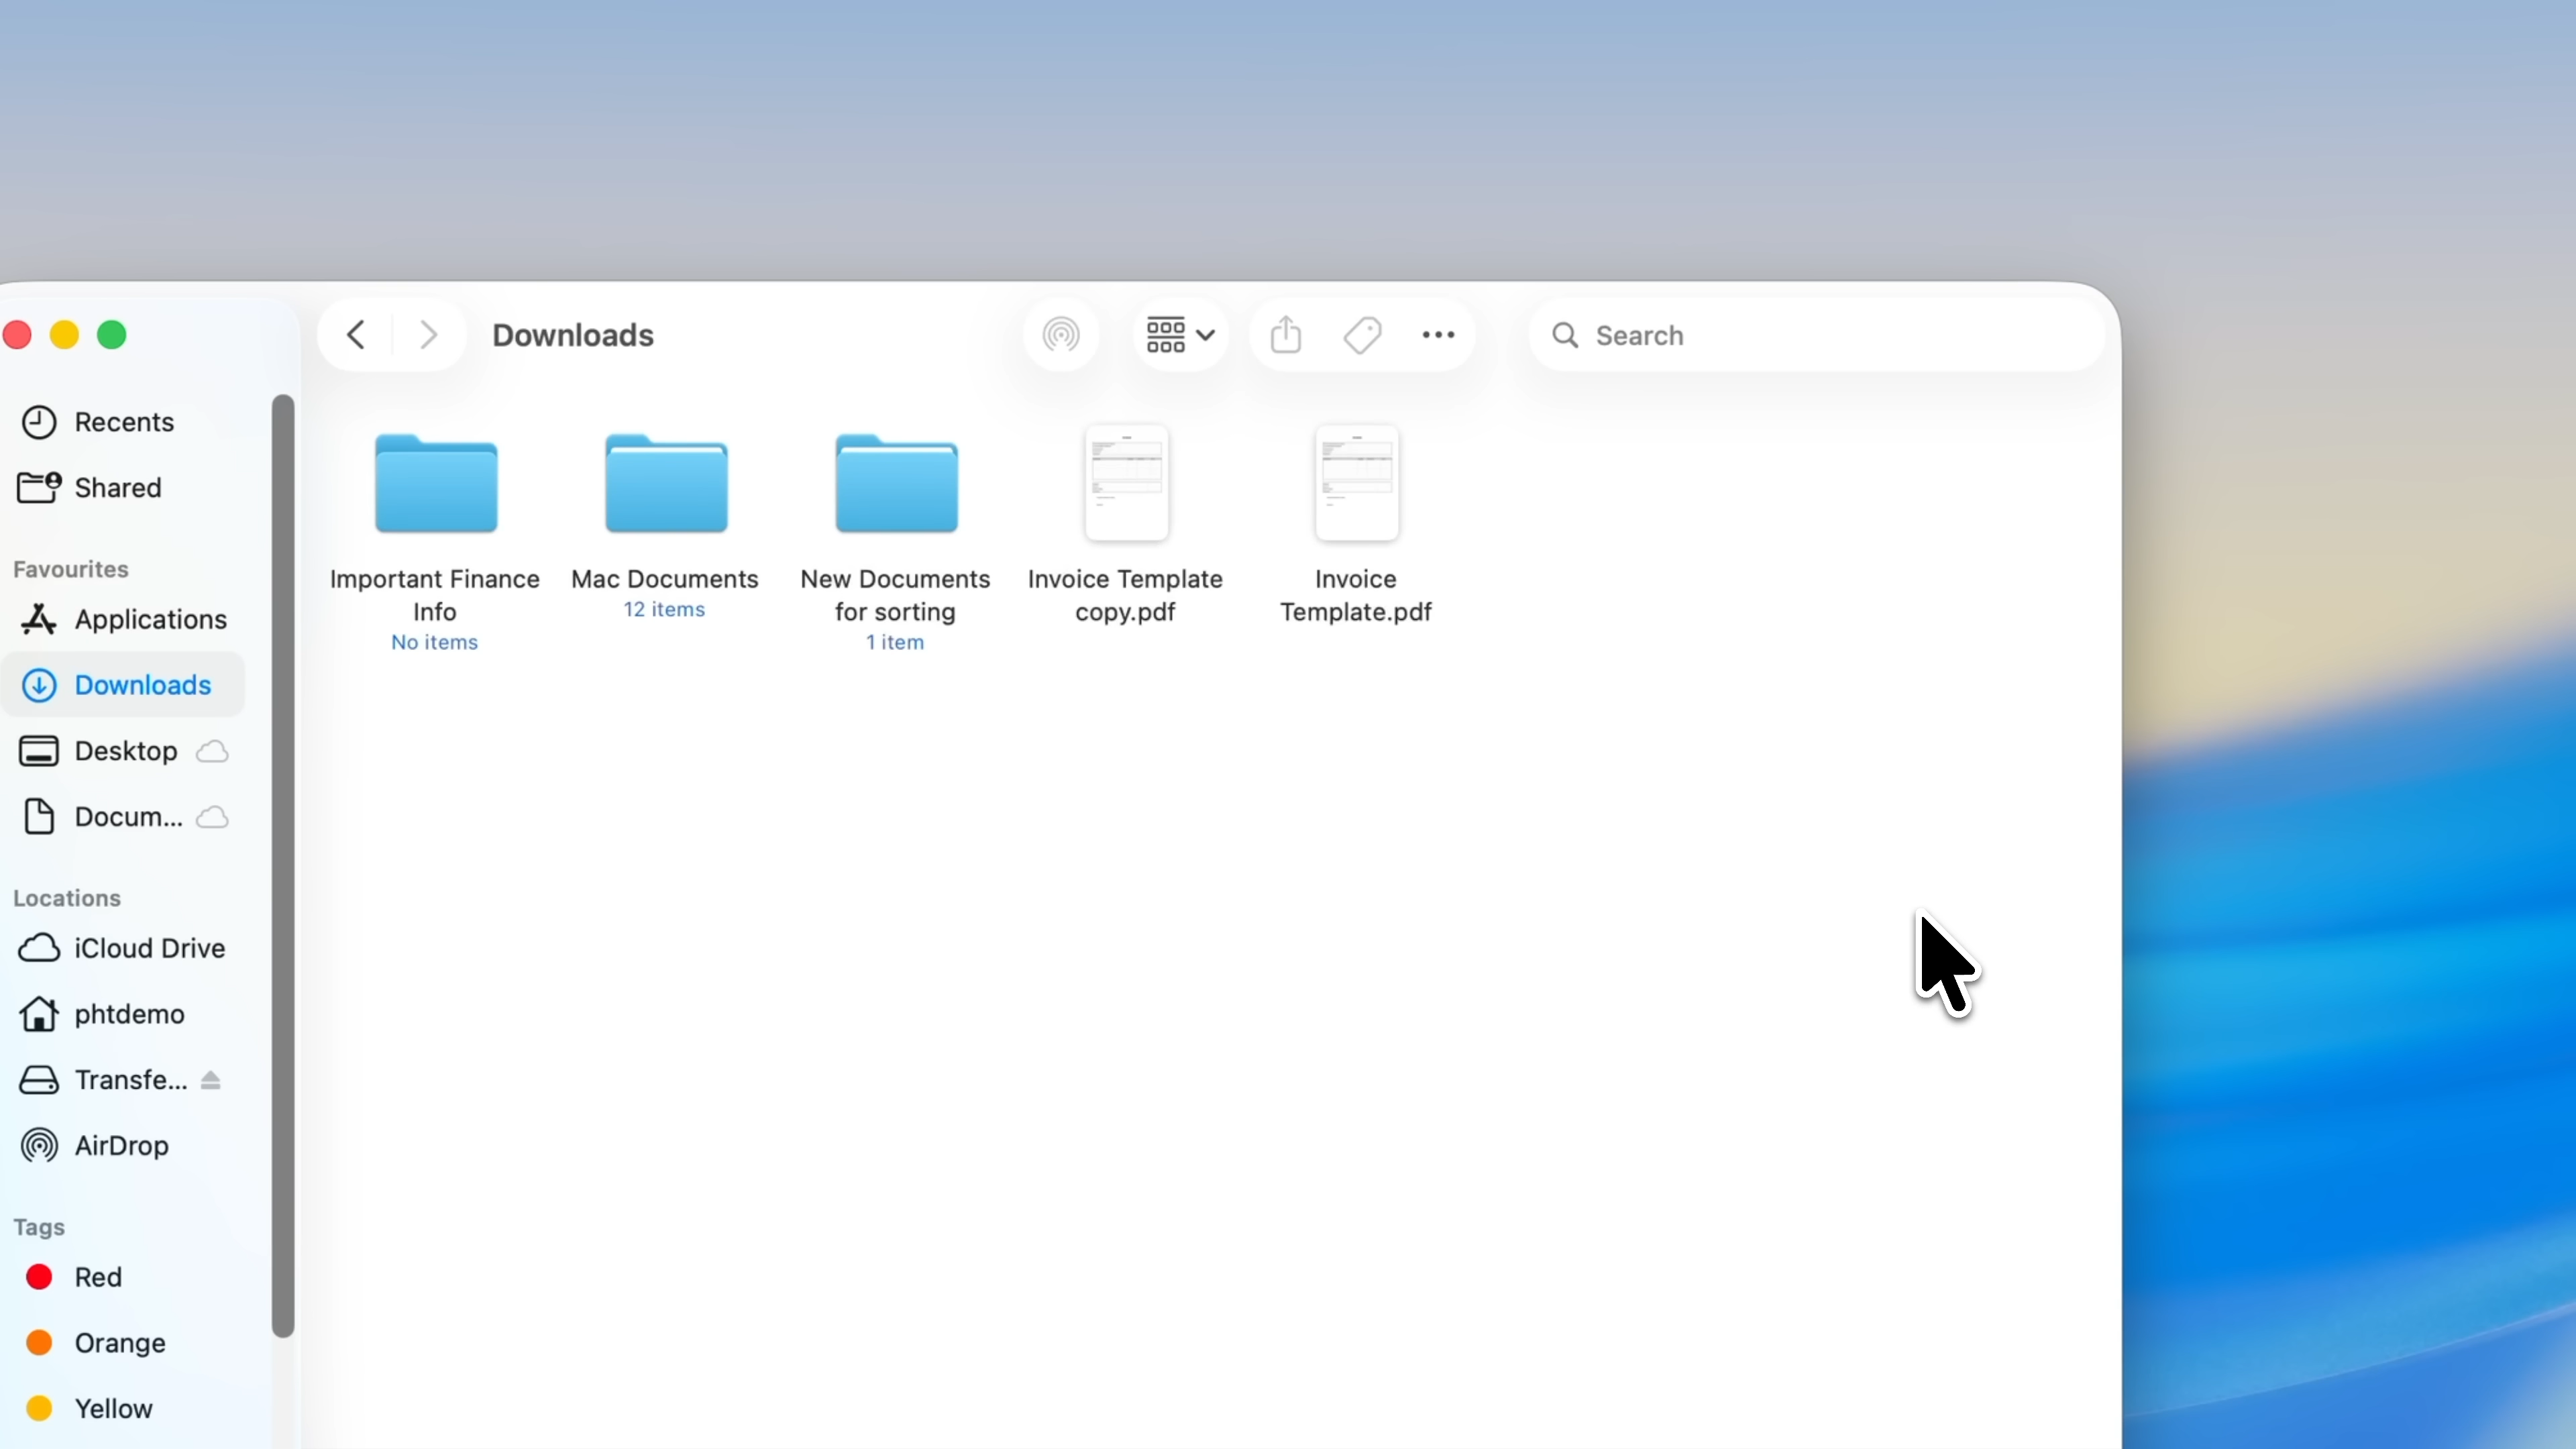 Downloads
Search
Recents
Shared
Favourites
Applications
Downloads
Desktop
Docum...
Locations
iCloud Drive
phtdemo
Transfe...
AirDrop
Tags
Red
Orange
Yellow
Important Finance
Info
No items
Mac Documents
12 items
New Documents
for sorting
1 item
Invoice Template
copy.pdf
Invoice
Template.pdf